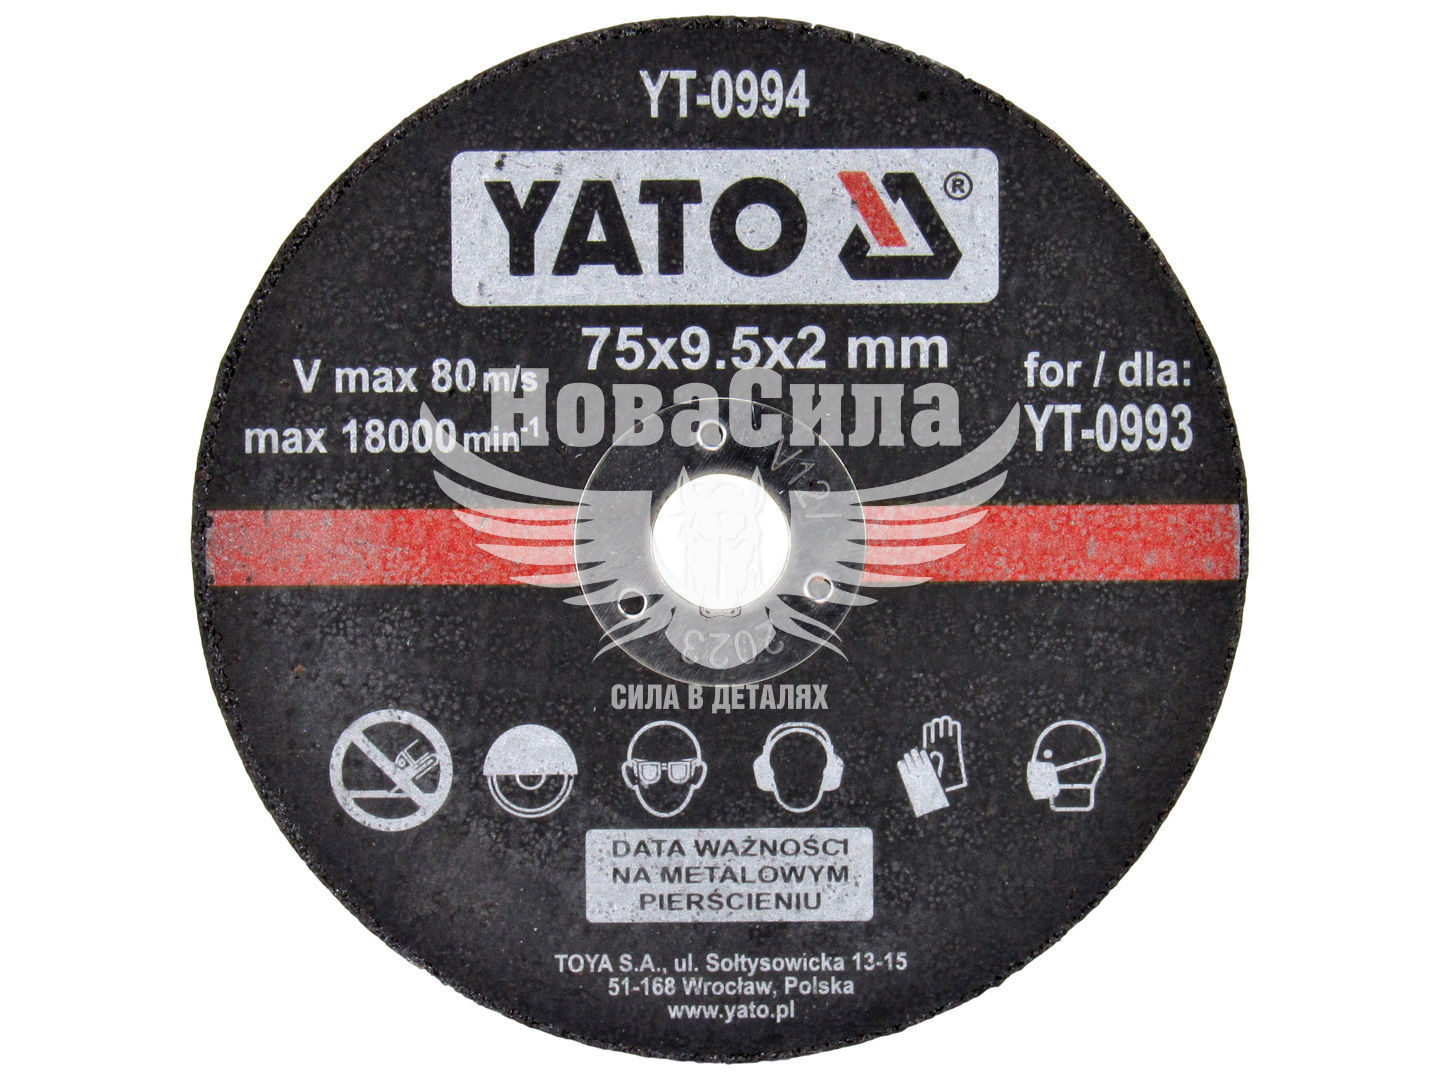 YT-0994
YATO ®
75x9.5x2 mm
V max 80 m/s
max 18000 min-1
for / dla:
YT-0993
НоваСила
V12/
2023
СИЛА В ДЕТАЛЯХ
DATA WAŻNOŚCI
NA METALOWYM
PIERŚCIENIU
TOYA S.A., ul. Sołtysowicka 13-15
51-168 Wrocław, Polska
www.yato.pl